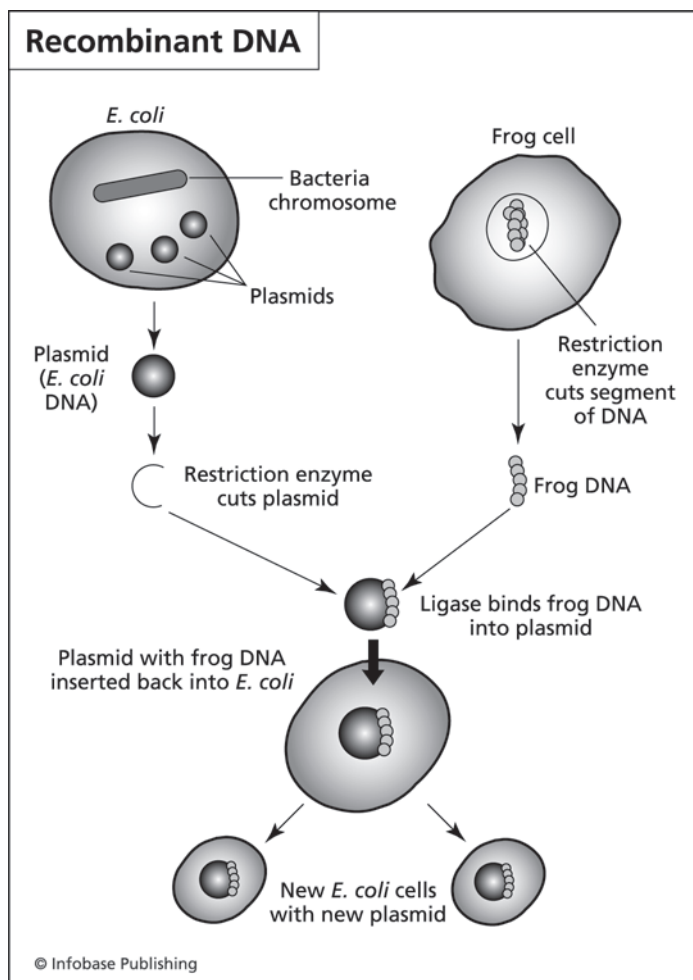 Recombinant DNA
E. coli
Frog cell
Bacteria
chromosome
Plasmids
Restriction
enzyme
cuts segment
of DNA
Plasmid
(E. coli
DNA)
Restriction enzyme
cuts plasmid
Frog DNA
Ligase binds frog DNA
into plasmid
Plasmid with frog DNA
inserted back into E. coli
New E. coli cells
with new plasmid
© Infobase Publishing